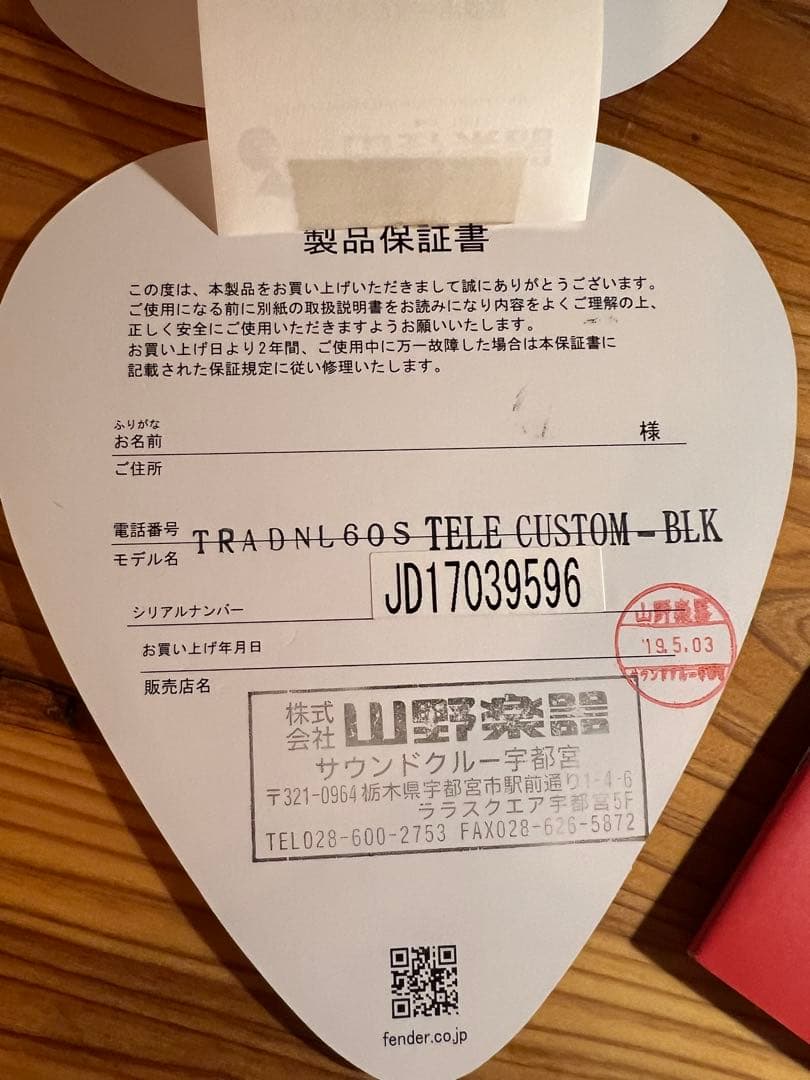 製品保証書
この度は、本製品をお買い上げいただきまして誠にありがとうございます。
ご使用になる前に別紙の取扱説明書をお読みになり内容をよくご理解の上、
正しく安全にご使用いただきますようお願いいたします。
お買い上げ日より2年間、ご使用中に万一故障した場合は本保証書に
記載された保証規定に従い修理いたします。
ふりがな
お名前 様
ご住所
電話番号
モデル名 TRADNL60S TELE CUSTOM-BLK
シリアルナンバー JD17039596
お買い上げ年月日
山野楽器
'19.5.03
サウンドクルー宇都宮
販売店名
株式会社 山野楽器
サウンドクルー宇都宮
〒321-0964 栃木県宇都宮市駅前通り1-4-6
ララスクエア宇都宮5F
TEL028-600-2753 FAX028-626-5872
fender.co.jp